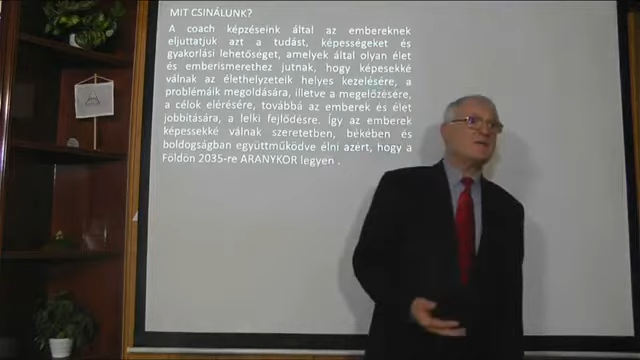 MIT CSINÁLUNK?
A coach képzéseink által az embereknek
eljuttatjuk azt a tudást, képességeket és
gyakorlási lehetőséget, amelyek által olyan élet
és emberismerethez jutnak, hogy képesekké
válnak az élethelyzeteik helyes kezelésére, a
problémáik megoldására, illetve a megelőzésére,
a célok elérésére, továbbá az emberek és élet
jobbítására, a lelki fejlődésre. Így az emberek
képessekké válnak szeretetben, békében és
boldogságban együttműködve élni azért, hogy a
Földön 2035-re ARANYKOR legyen .